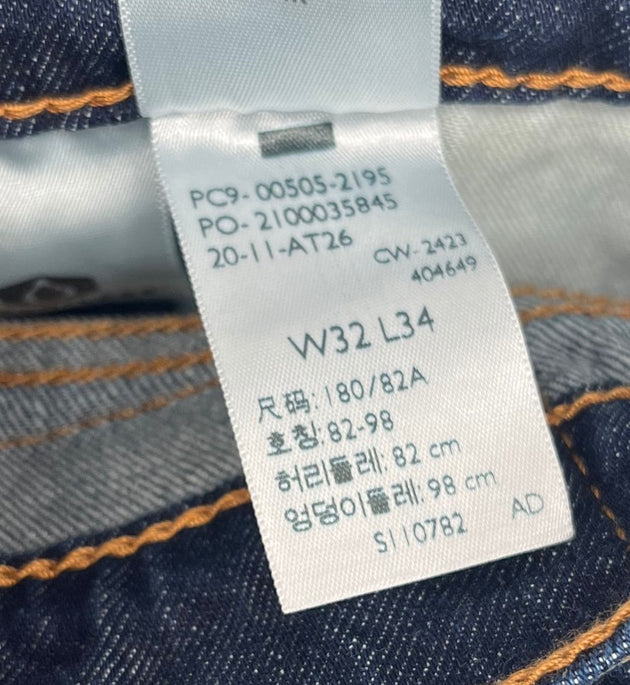 PC9- 00505-2195
PO- 2100035845
20-11-AT26
CW- 2423
404649
W32 L34
尺码: 180/82A
호칭: 82-98
허리둘레: 82 cm
엉덩이둘레: 98 cm
S110782 AD